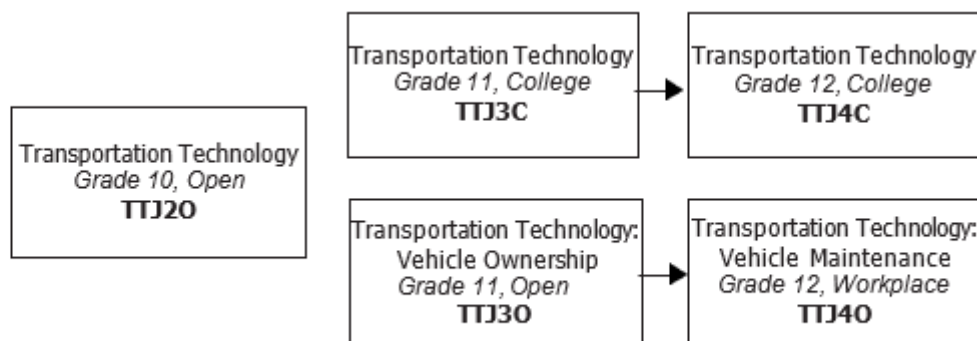 Transportation Technology
Grade 10, Open
TTJ2O
Transportation Technology
Grade 11, College
TTJ3C
Transportation Technology
Grade 12, College
TTJ4C
Transportation Technology:
Vehicle Ownership
Grade 11, Open
TTJ3O
Transportation Technology:
Vehicle Maintenance
Grade 12, Workplace
TTJ4O